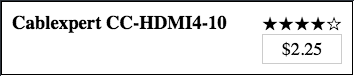 Cablexpert CC-HDMI4-10 ★★★★☆
$2.25